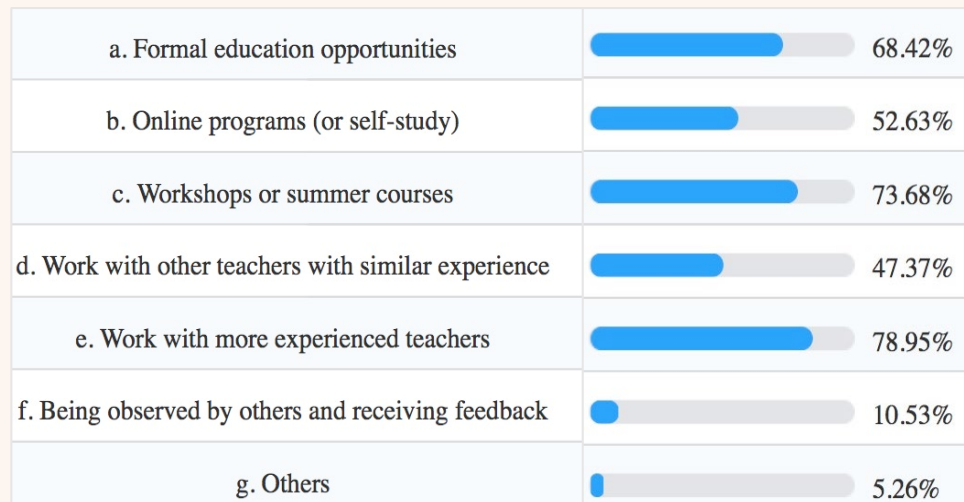 a. Formal education opportunities 68.42%
b. Online programs (or self-study) 52.63%
c. Workshops or summer courses 73.68%
d. Work with other teachers with similar experience 47.37%
e. Work with more experienced teachers 78.95%
f. Being observed by others and receiving feedback 10.53%
g. Others 5.26%